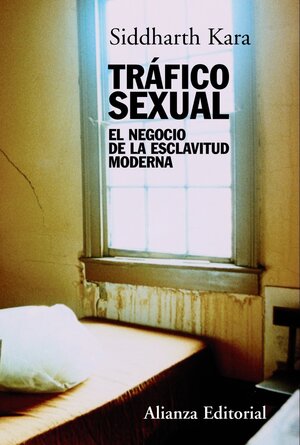 Siddharth Kara
TRÁFICO
SEXUAL
EL NEGOCIO
DE LA ESCLAVITUD
MODERNA
Alianza Editorial